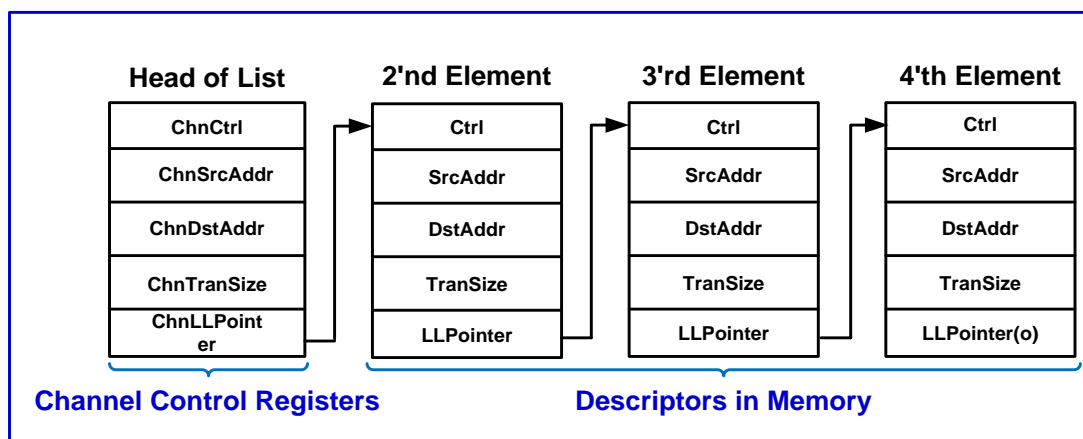 Head of List
2'nd Element
3'rd Element
4'th Element
ChnCtrl
Ctrl
Ctrl
Ctrl
ChnSrcAddr
SrcAddr
SrcAddr
SrcAddr
ChnDstAddr
DstAddr
DstAddr
DstAddr
ChnTranSize
TranSize
TranSize
TranSize
ChnLLPoint
er
LLPointer
LLPointer
LLPointer(o)
Channel Control Registers
Descriptors in Memory